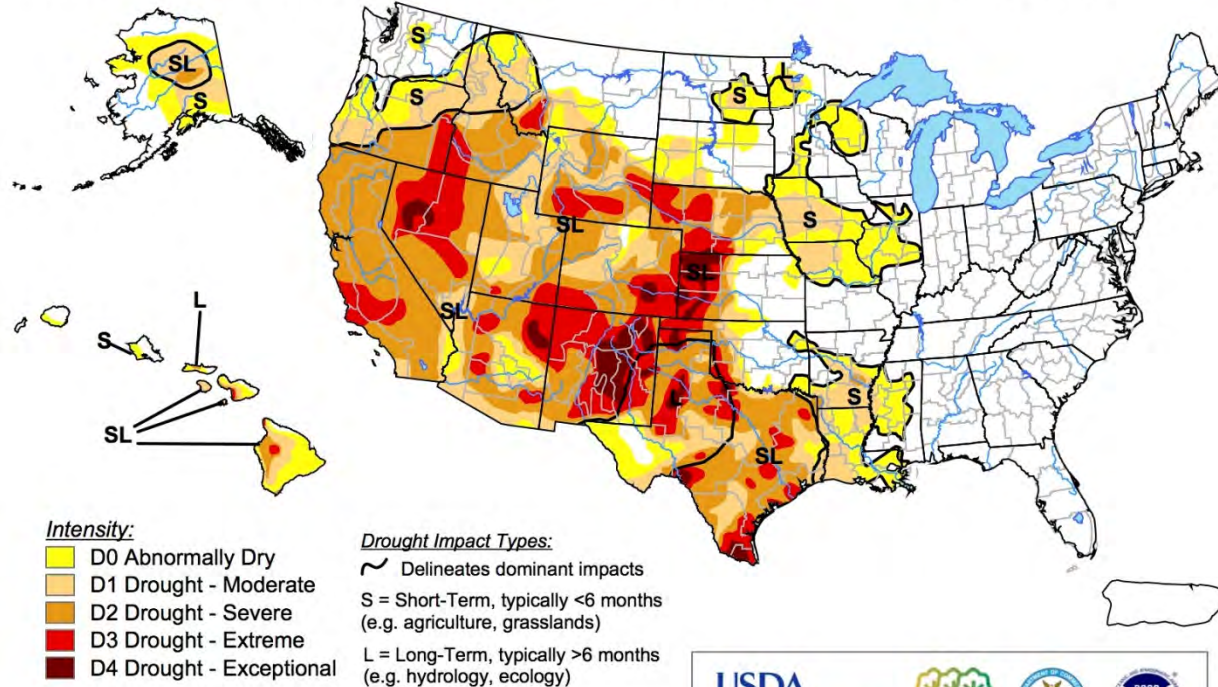 SL
S
S
S
S
L
S
SL
SL
SL
L
S
SL
L
S
SL
Intensity:
D0 Abnormally Dry
D1 Drought - Moderate
D2 Drought - Severe
D3 Drought - Extreme
D4 Drought - Exceptional
Drought Impact Types:
Delineates dominant impacts
S = Short-Term, typically <6 months
(e.g. agriculture, grasslands)
L = Long-Term, typically >6 months
(e.g. hydrology, ecology)
USDA